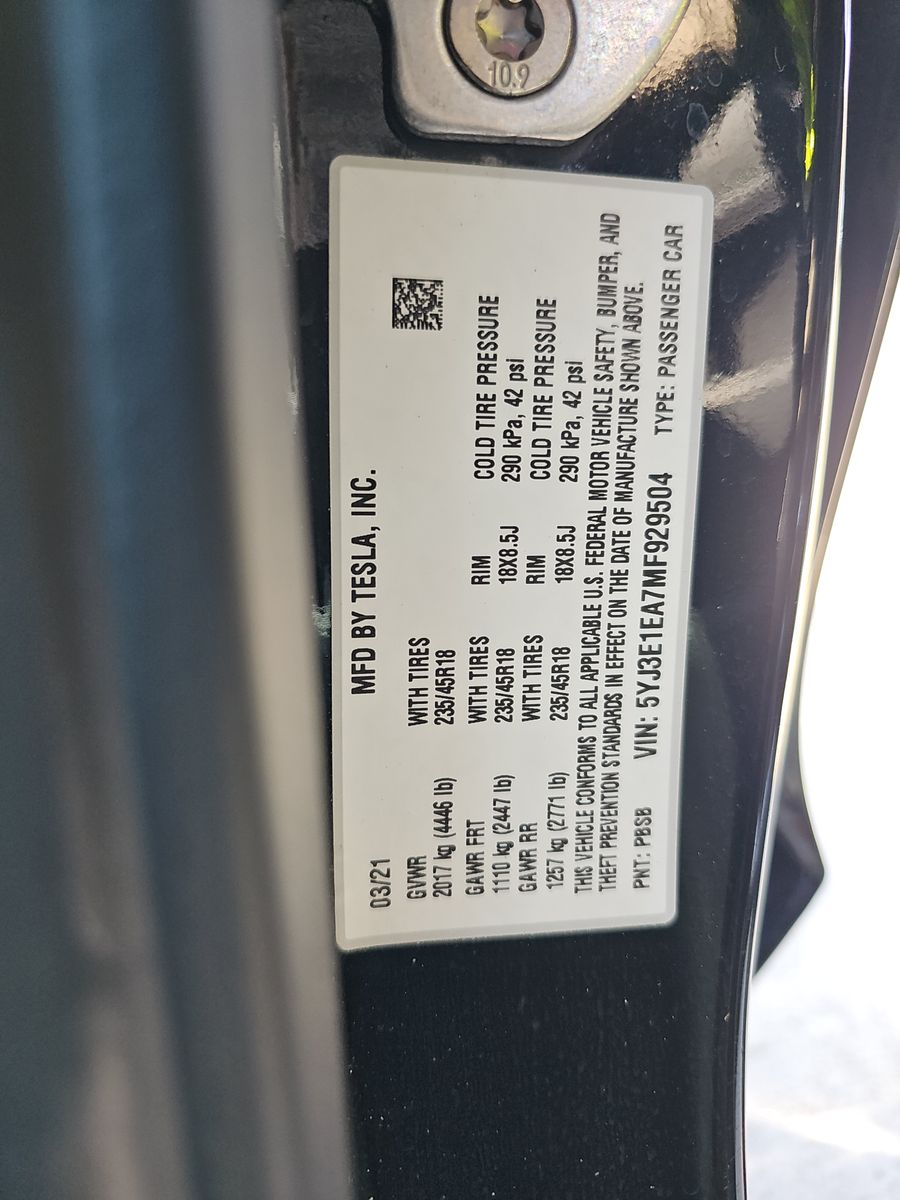 10.9
MFD BY TESLA, INC.
03/21
GVWR WITH TIRES
2017 kg (4446 lb) 235/45R18
GAWR FRT WITH TIRES RIM COLD TIRE PRESSURE
1110 kg (2447 lb) 235/45R18 18X8.5J 290 kPa, 42 psi
GAWR RR WITH TIRES RIM COLD TIRE PRESSURE
1257 kg (2771 lb) 235/45R18 18X8.5J 290 kPa, 42 psi
THIS VEHICLE CONFORMS TO ALL APPLICABLE U.S. FEDERAL MOTOR VEHICLE SAFETY, BUMPER, AND
THEFT PREVENTION STANDARDS IN EFFECT ON THE DATE OF MANUFACTURE SHOWN ABOVE.
PNT: PBSB VIN: 5YJ3E1EA7MF929504 TYPE: PASSENGER CAR